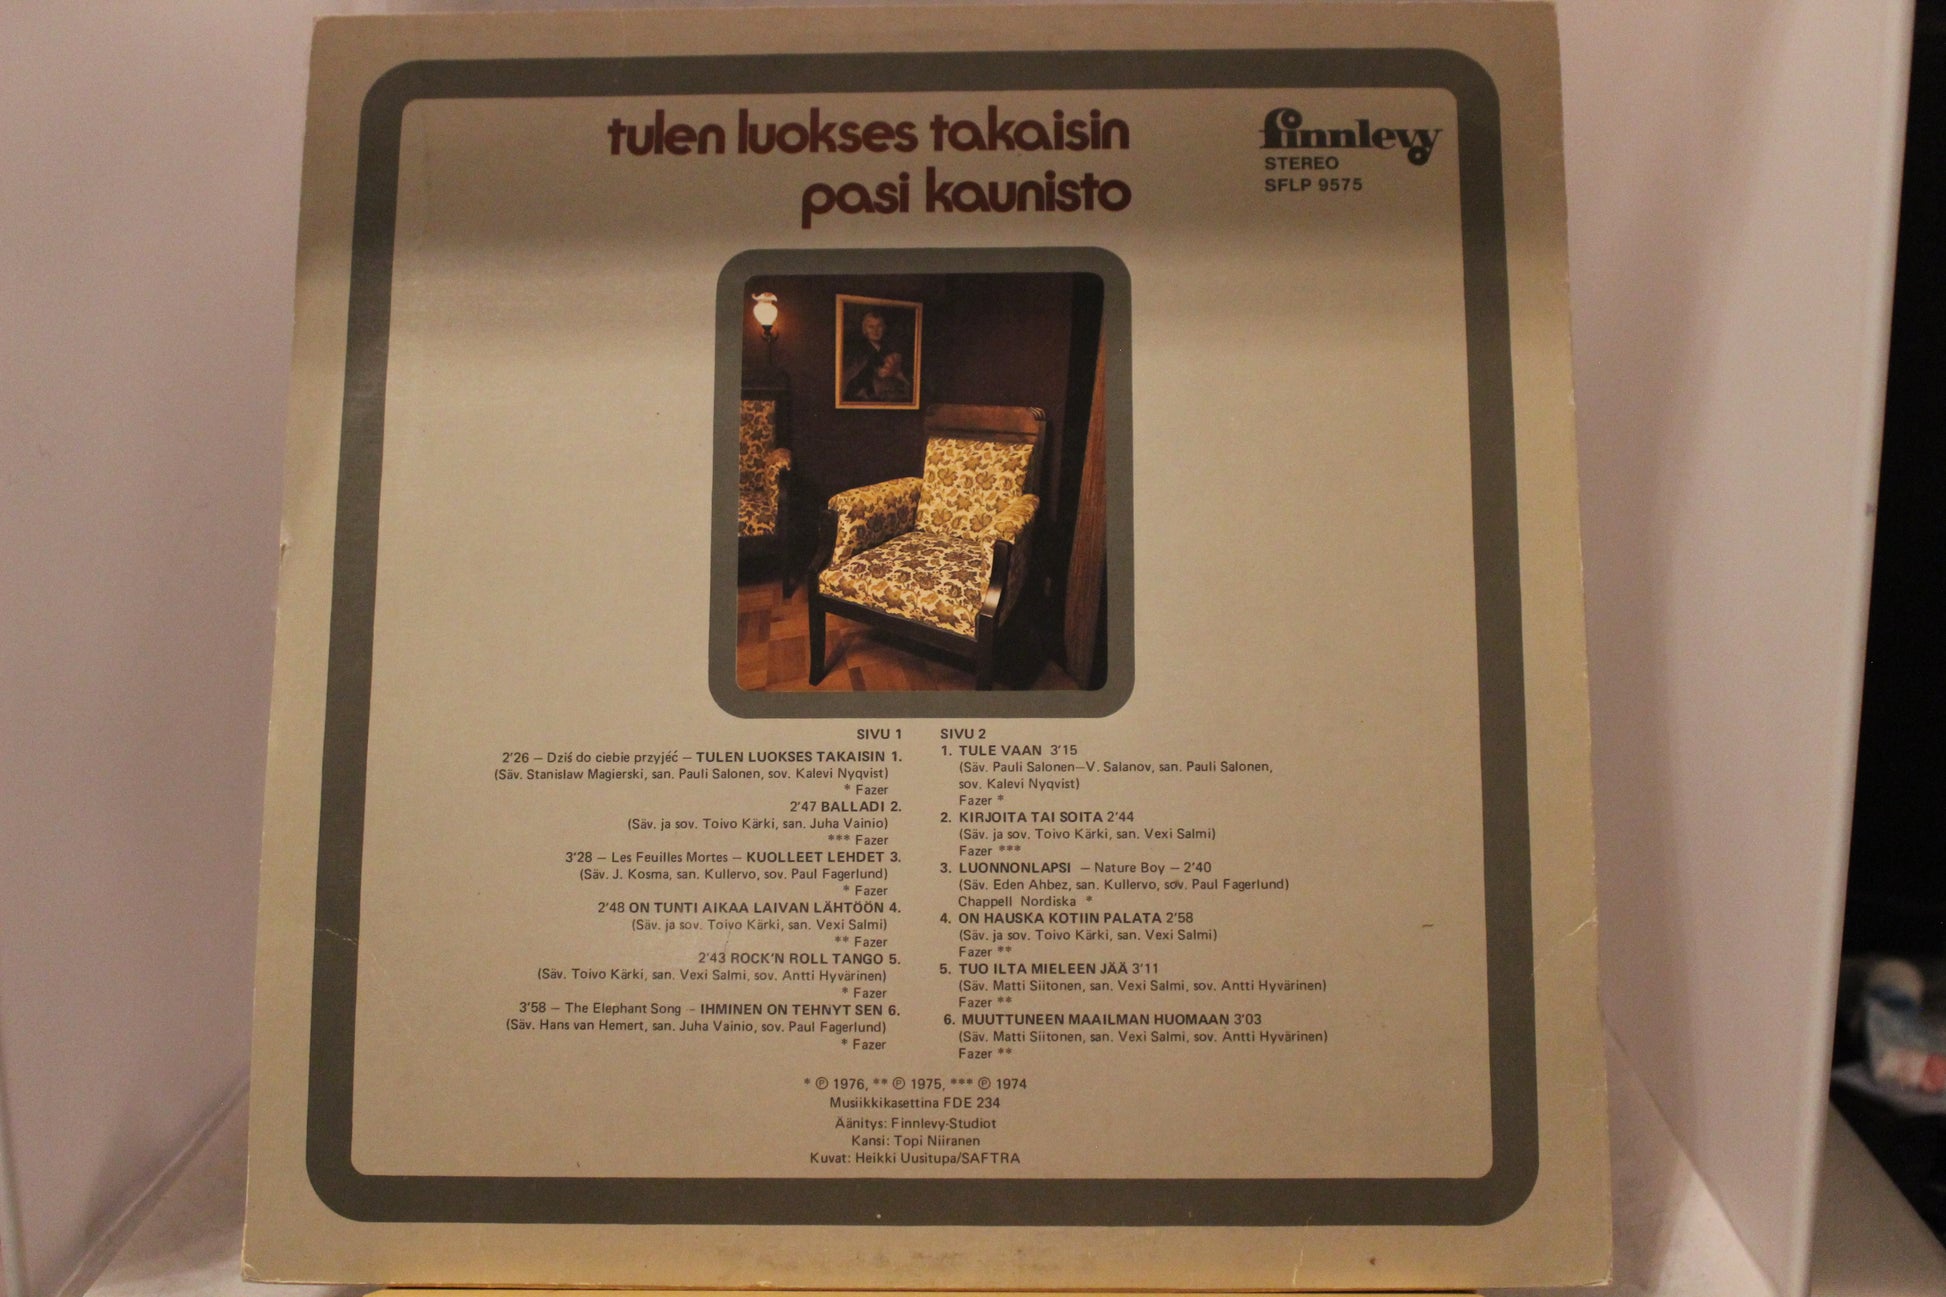 tulen luokses takaisin
pasi kaunisto
finnlevy
STEREO
SFLP 9575
SIVU 1
2'26 — Dziś do ciebie przyjéć — TULEN LUOKSES TAKAISIN 1.
(Säv. Stanislaw Magierski, san. Pauli Salonen, sov. Kalevi Nyqvist)
* Fazer
2'47 BALLADI 2.
(Säv. ja sov. Toivo Kärki, san. Juha Vainio)
*** Fazer
3'28 — Les Feuilles Mortes — KUOLLEET LEHDET 3.
(Säv. J. Kosma, san. Kullervo, sov. Paul Fagerlund)
* Fazer
2'48 ON TUNTI AIKAA LAIVAN LÄHTÖÖN 4.
(Säv. ja sov. Toivo Kärki, san. Vexi Salmi)
** Fazer
2'43 ROCK'N ROLL TANGO 5.
(Säv. Toivo Kärki, san. Vexi Salmi, sov. Antti Hyvärinen)
* Fazer
3'58 — The Elephant Song — IHMINEN ON TEHNYT SEN 6.
(Säv. Hans van Hemert, san. Juha Vainio, sov. Paul Fagerlund)
* Fazer
SIVU 2
1. TULE VAAN 3'15
(Säv. Pauli Salonen—V. Salanov, san. Pauli Salonen,
sov. Kalevi Nyqvist)
Fazer *
2. KIRJOITA TAI SOITA 2'44
(Säv. ja sov. Toivo Kärki, san. Vexi Salmi)
Fazer ***
3. LUONNONLAPSI — Nature Boy — 2'40
(Säv. Eden Ahbez, san. Kullervo, sov. Paul Fagerlund)
Chappell Nordiska *
4. ON HAUSKA KOTIIN PALATA 2'58
(Säv. ja sov. Toivo Kärki, san. Vexi Salmi)
Fazer **
5. TUO ILTA MIELEEN JÄÄ 3'11
(Säv. Matti Siitonen, san. Vexi Salmi, sov. Antti Hyvärinen)
Fazer **
6. MUUTTUNEEN MAAILMAN HUOMAAN 3'03
(Säv. Matti Siitonen, san. Vexi Salmi, sov. Antti Hyvärinen)
Fazer **
* ℗ 1976, ** ℗ 1975, *** ℗ 1974
Musiikkikasettina FDE 234
Äänitys: Finnlevy-Studiot
Kansi: Topi Niiranen
Kuvat: Heikki Uusitupa/SAFTRA